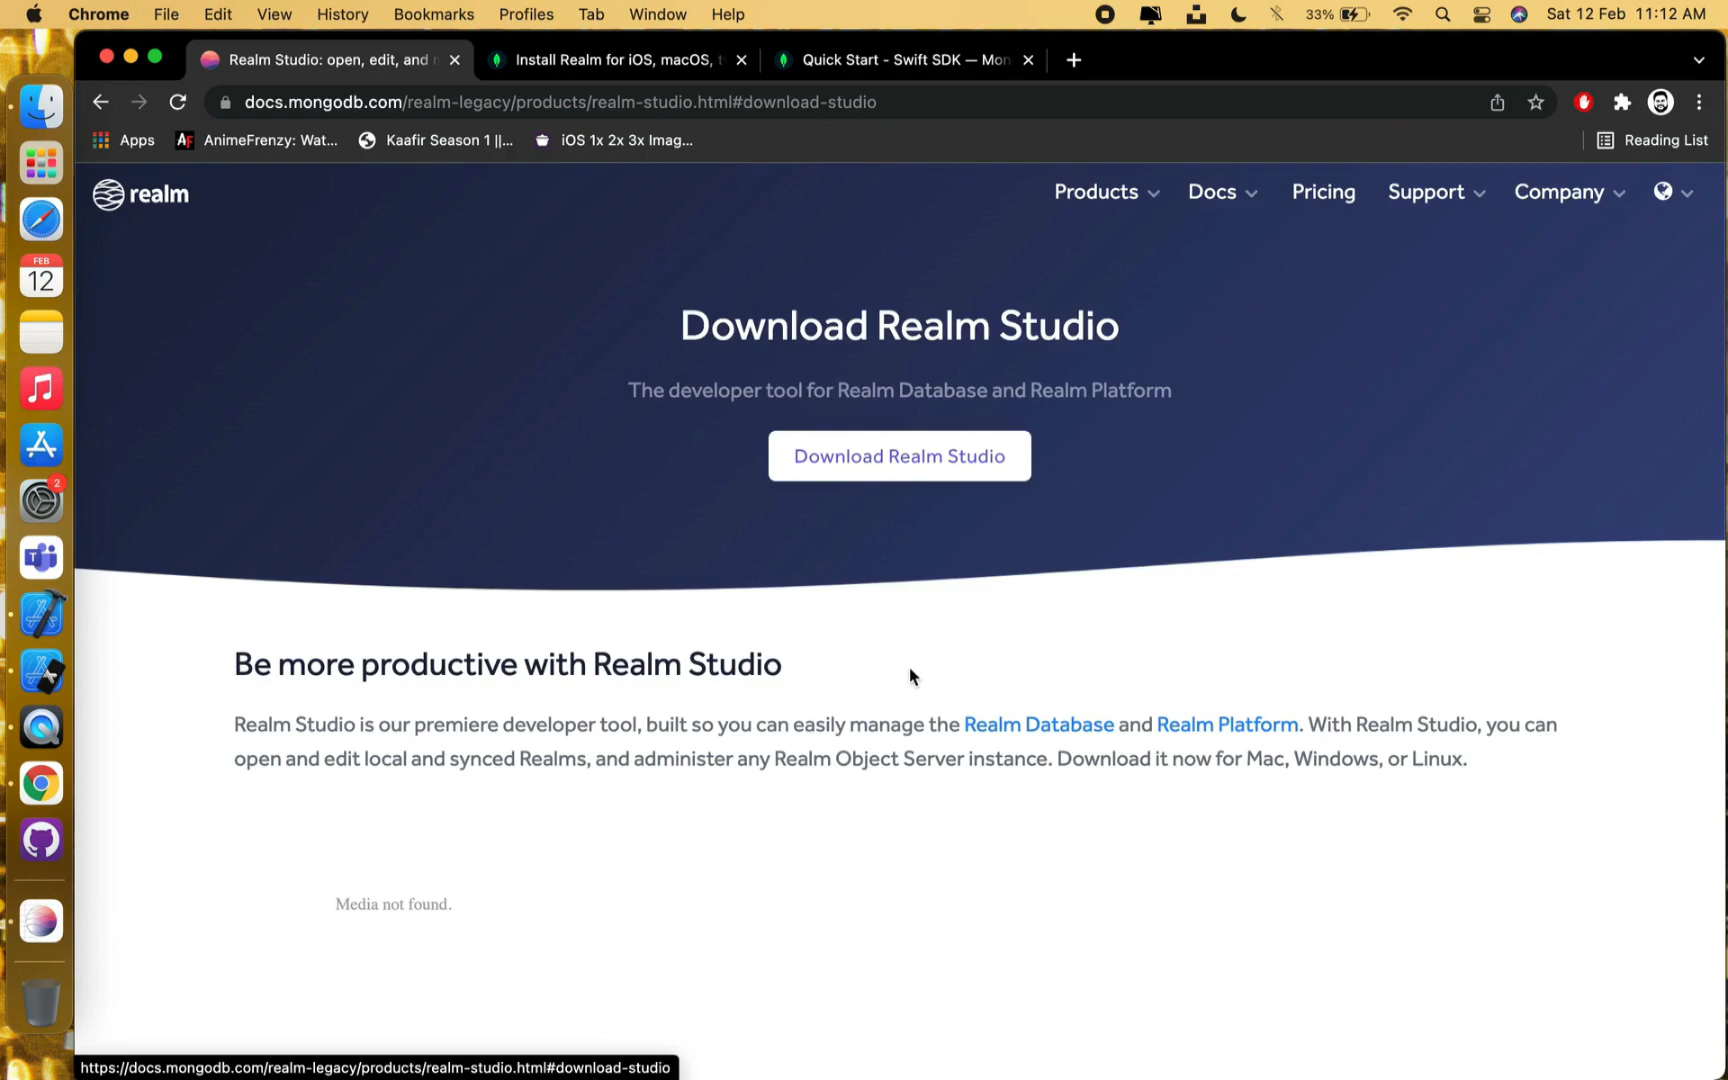 Chrome File Edit View History Bookmarks Profiles Tab Window Help 33% Sat 12 Feb 11:12 AM
Realm Studio: open, edit, and Install Realm for iOS, macOS, Quick Start - Swift SDK — Mon
docs.mongodb.com/realm-legacy/products/realm-studio.html#download-studio
Apps AF AnimeFrenzy: Wat... Kaafir Season 1 ||... iOS 1x 2x 3x Imag... Reading List
realm Products Docs Pricing Support Company
FEB
12
Download Realm Studio
The developer tool for Realm Database and Realm Platform
Download Realm Studio
2
T
Be more productive with Realm Studio
Realm Studio is our premiere developer tool, built so you can easily manage the Realm Database and Realm Platform. With Realm Studio, you can
open and edit local and synced Realms, and administer any Realm Object Server instance. Download it now for Mac, Windows, or Linux.
Media not found.
https://docs.mongodb.com/realm-legacy/products/realm-studio.html#download-studio